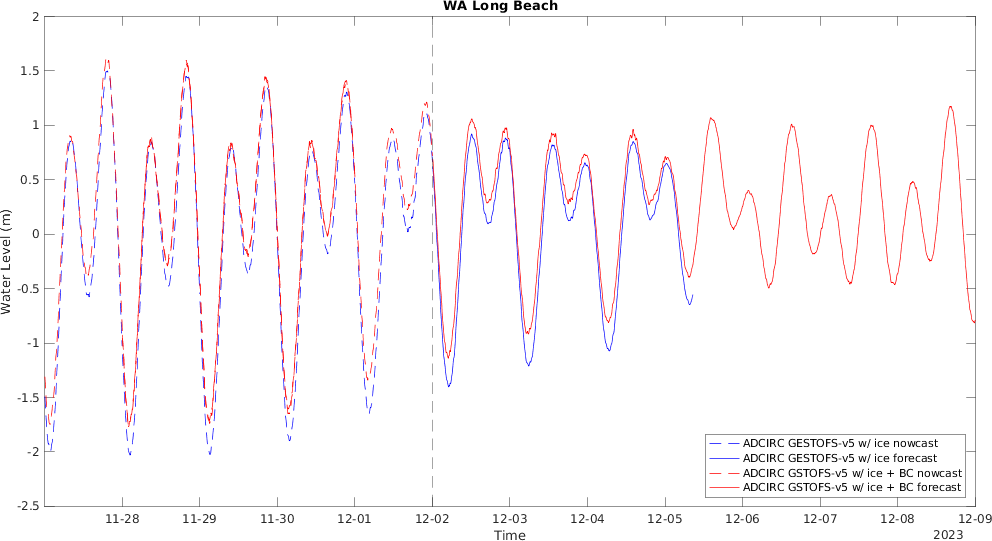 WA Long Beach
2
1.5
1
0.5
0
-0.5
-1
-1.5
-2
-2.5
Water Level (m)
11-28 11-29 11-30 12-01 12-02 12-03 12-04 12-05 12-06 12-07 12-08 12-09
Time
2023
ADCIRC GESTOFS-v5 w/ ice nowcast
ADCIRC GESTOFS-v5 w/ ice forecast
ADCIRC GSTOFS-v5 w/ ice + BC nowcast
ADCIRC GSTOFS-v5 w/ ice + BC forecast